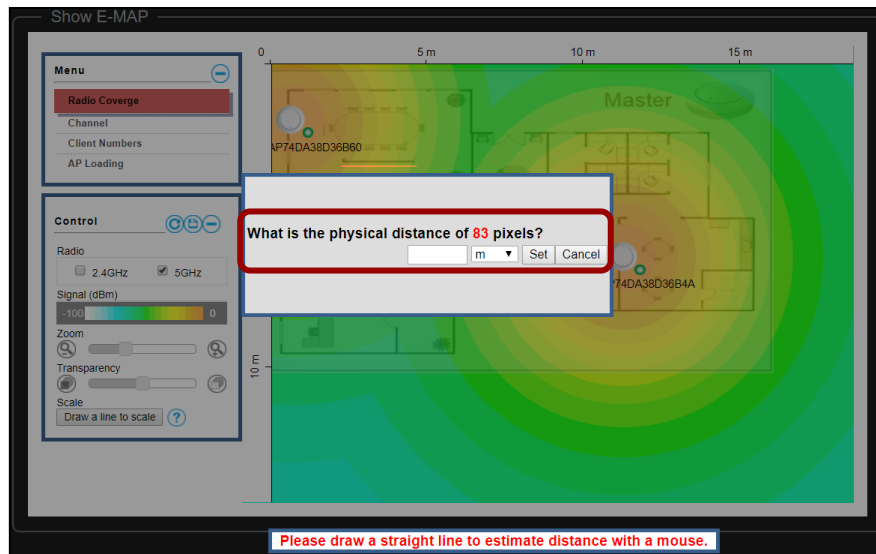 Show E-MAP
0 5 m 10 m 15 m
Menu
Radio Coverge
Channel
Client Numbers
AP Loading
Master
AP74DA38D36B60
Control
Radio
2.4GHz 5GHz
Signal (dBm)
-100 0
Zoom
Transparency
Scale
Draw a line to scale ?
10 m
What is the physical distance of 83 pixels?
m Set Cancel
74DA38D36B4A
Please draw a straight line to estimate distance with a mouse.